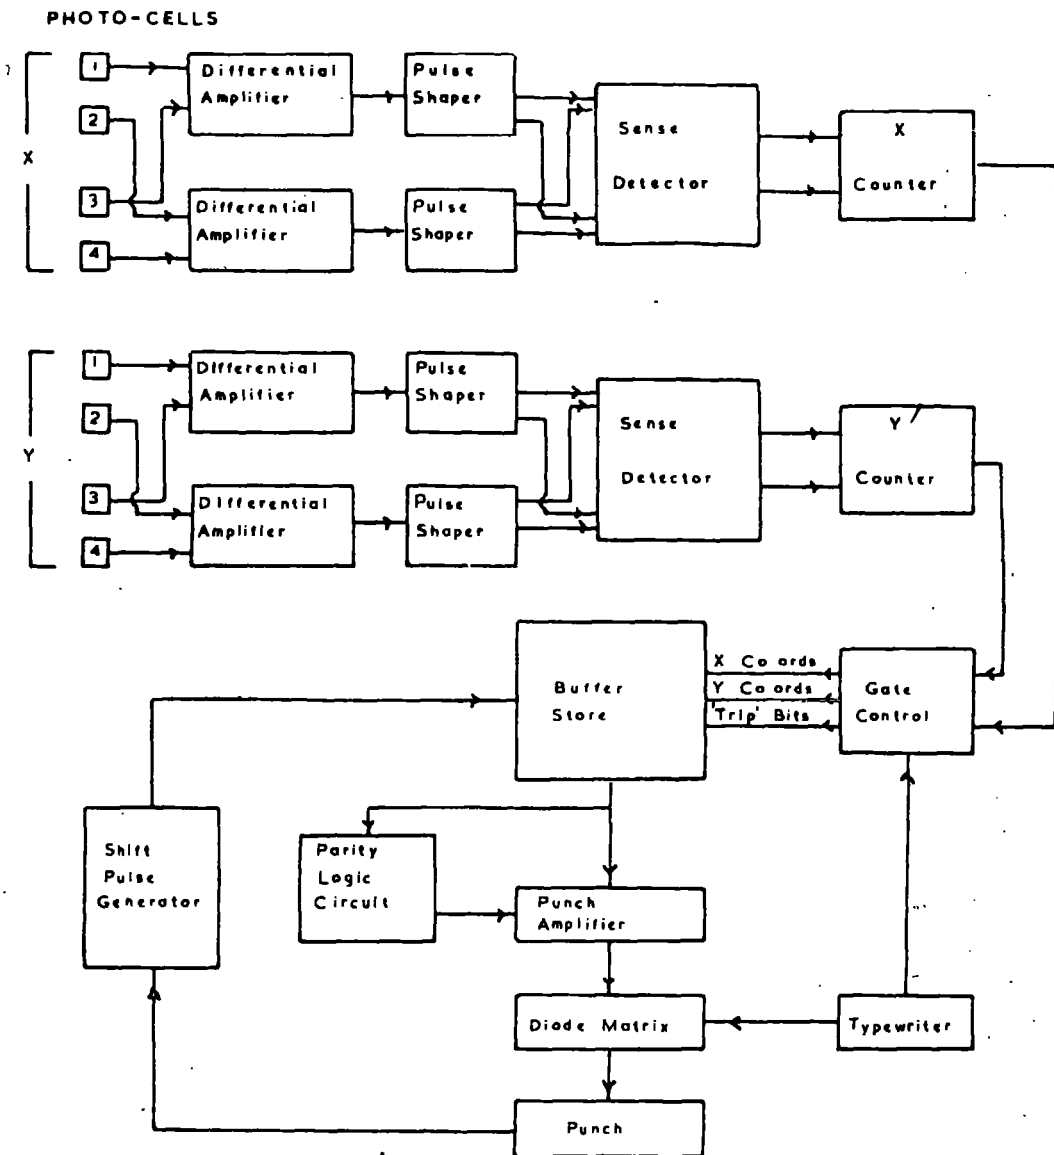 PHOTO-CELLS
X
1
2
3
4
Differential
Amplifier
Pulse
Shaper
Differential
Amplifier
Pulse
Shaper
Sense
Detector
X
Counter
Y
1
2
3
4
Differential
Amplifier
Pulse
Shaper
Differential
Amplifier
Pulse
Shaper
Sense
Detector
Y
Counter
Buffer
Store
X Co ords
Y Co ords
'Trip' Bits
Gate
Control
Shift
Pulse
Generator
Parity
Logic
Circuit
Punch
Amplifier
Diode Matrix
Typewriter
Punch